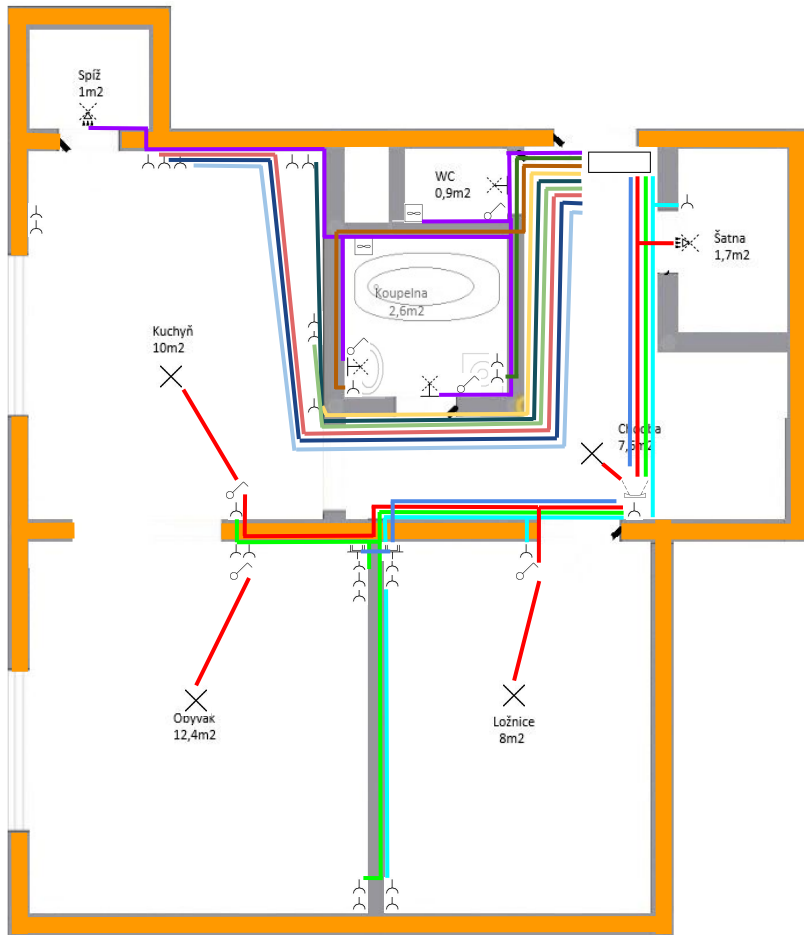 Spíž
1m2
WC
0,9m2
Šatna
1,7m2
Koupelna
2,6m2
Kuchyň
10m2
Chodba
7,5m2
Obývák
12,4m2
Ložnice
8m2